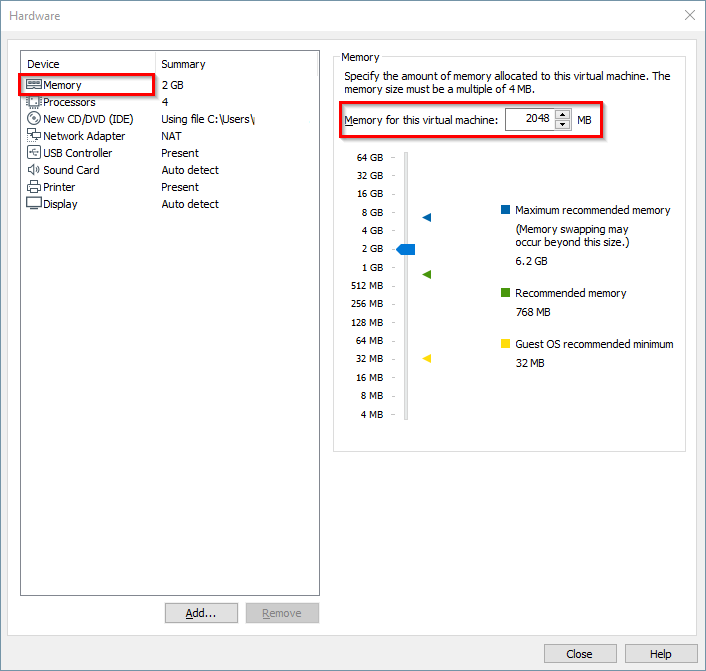 Hardware
Device Summary
Memory 2 GB
Processors 4
New CD/DVD (IDE) Using file C:\Users\
Network Adapter NAT
USB Controller Present
Sound Card Auto detect
Printer Present
Display Auto detect
Add...
Remove
Memory
Specify the amount of memory allocated to this virtual machine. The
memory size must be a multiple of 4 MB.
Memory for this virtual machine: 2048 MB
64 GB
32 GB
16 GB
8 GB
4 GB
2 GB
1 GB
512 MB
256 MB
128 MB
64 MB
32 MB
16 MB
8 MB
4 MB
Maximum recommended memory
(Memory swapping may
occur beyond this size.)
6.2 GB
Recommended memory
768 MB
Guest OS recommended minimum
32 MB
Close
Help